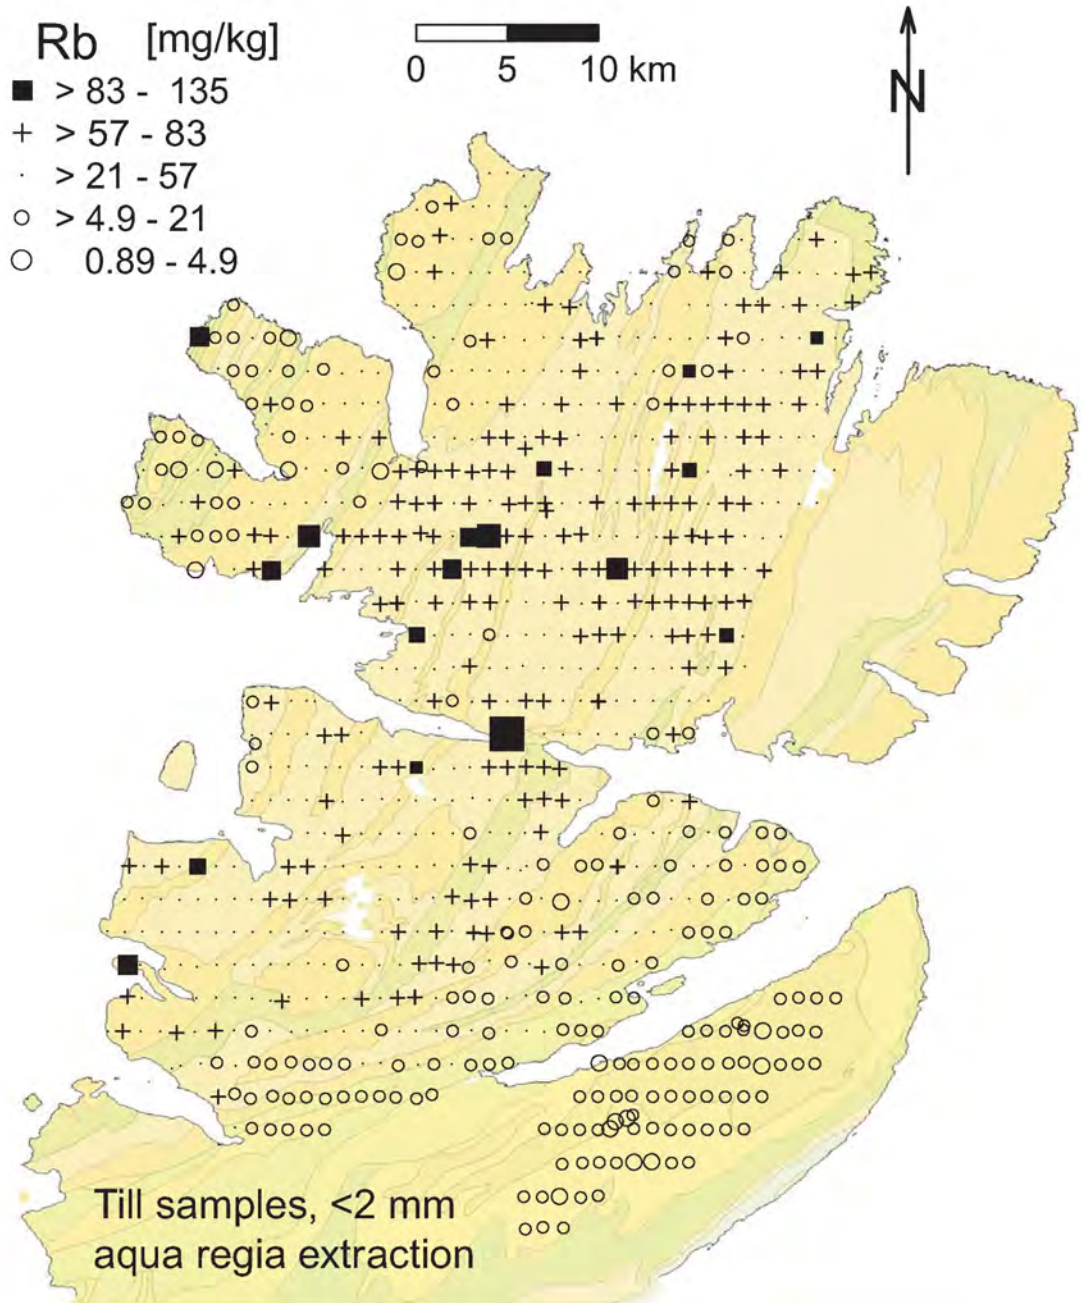 Rb [mg/kg]
> 83 - 135
> 57 - 83
> 21 - 57
> 4.9 - 21
0.89 - 4.9
0 5 10 km
N
Till samples, <2 mm
aqua regia extraction